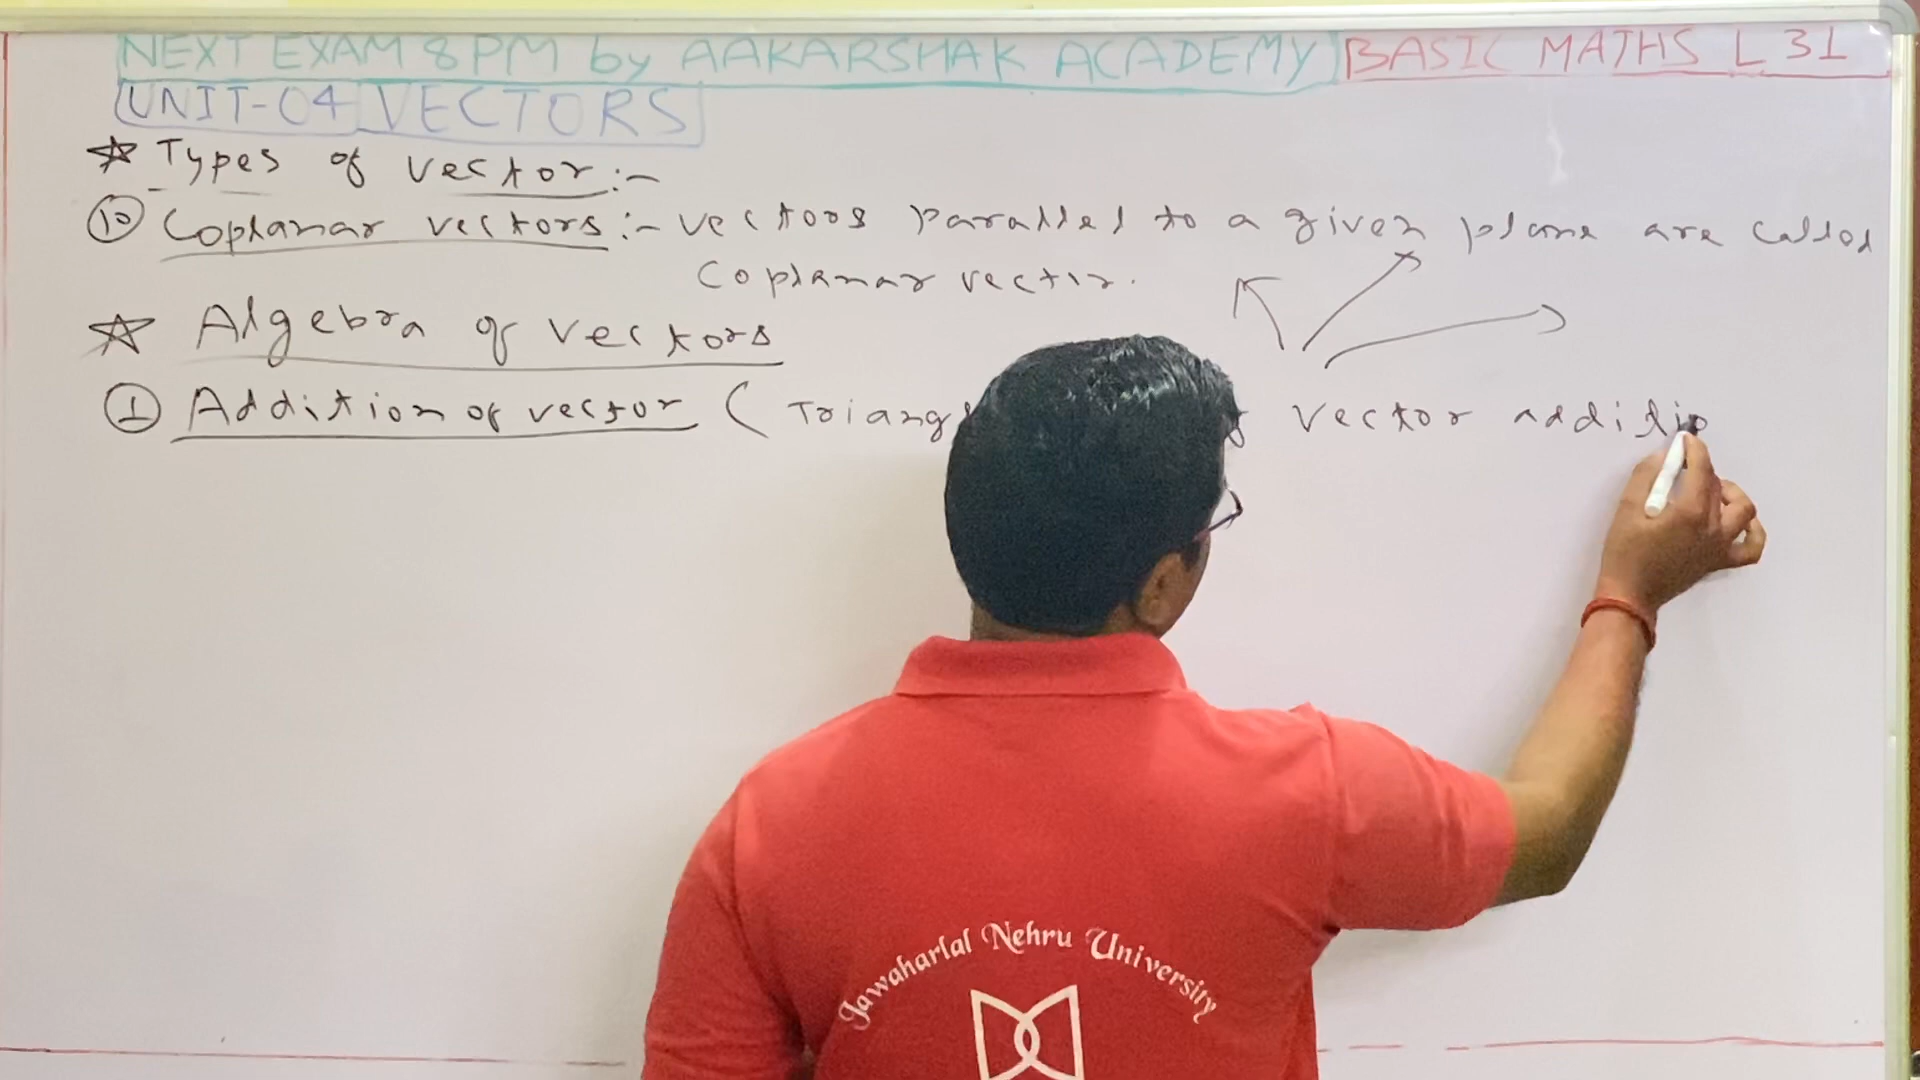 NEXT EXAM 8PM by AAKARSHAK ACADEMY BASIC MATHS L 31
UNIT-04 VECTORS
☆ Types of vector:-
10 Coplanar vectors:- vectors parallel to a given plane are called
Coplanar vector.
☆ Algebra of vectors
1 Addition of vector ( Triang vector additio
Jawaharlal Nehru University